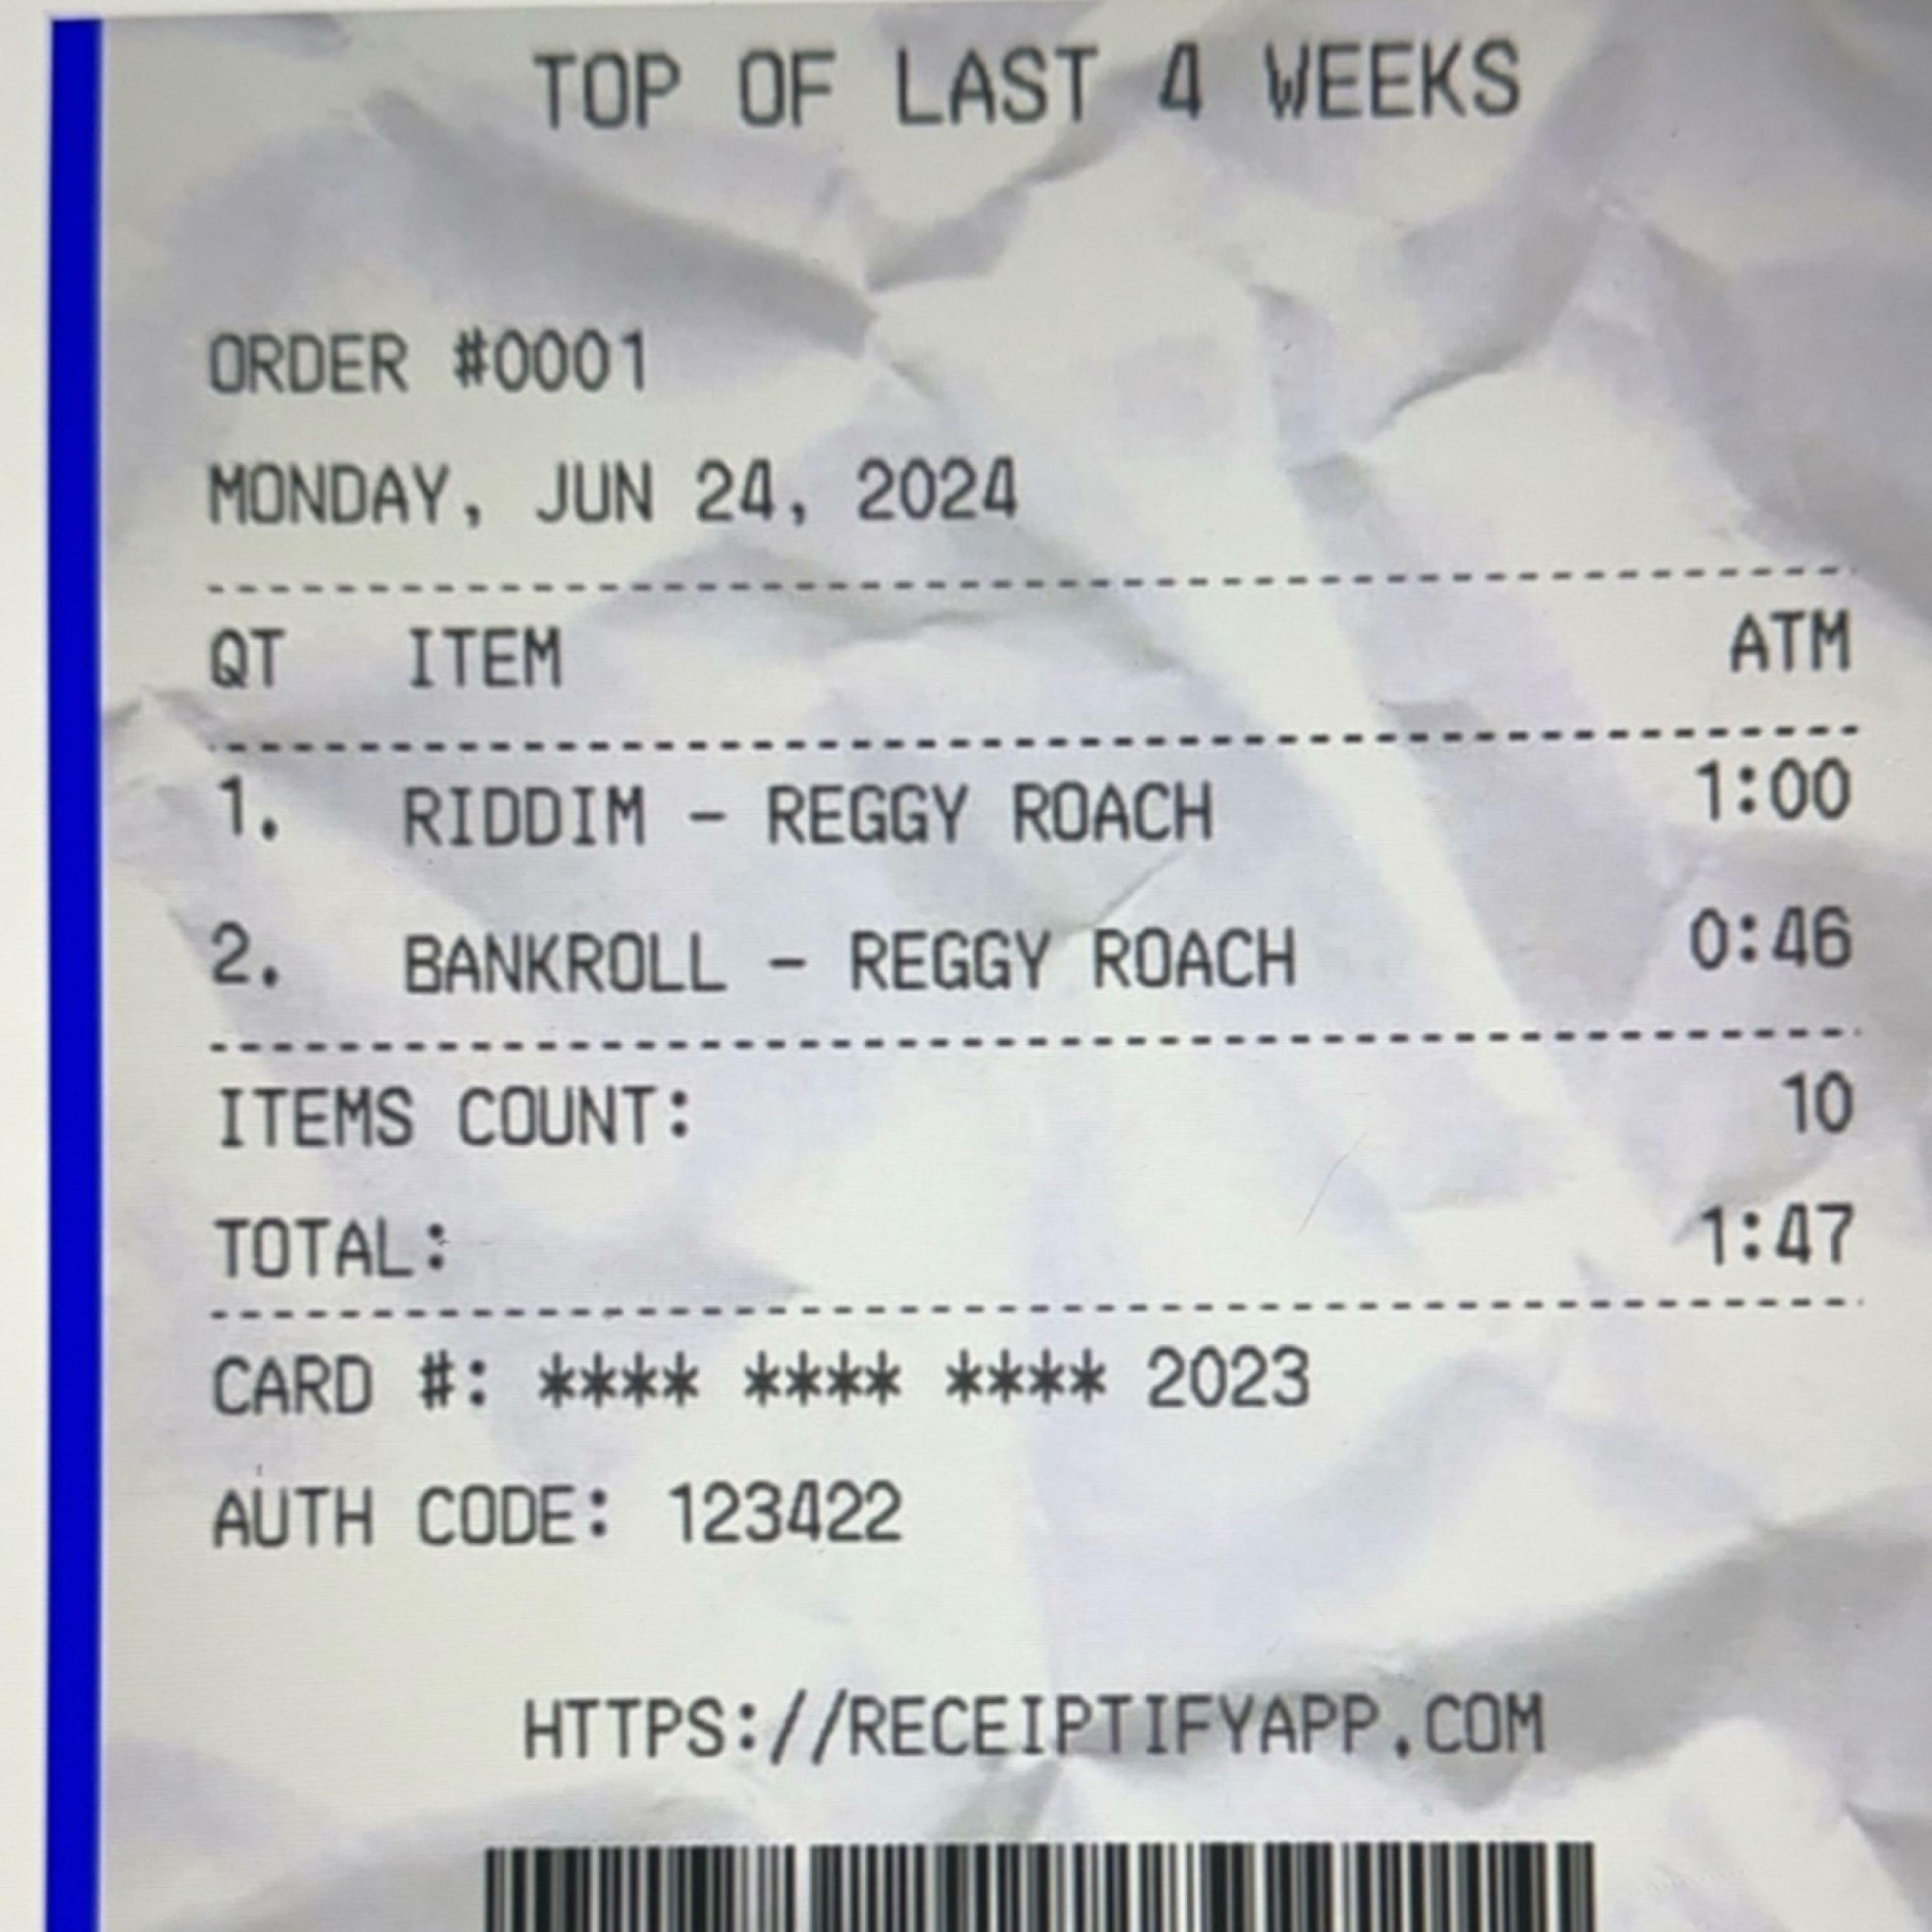 TOP OF LAST 4 WEEKS
ORDER #0001
MONDAY, JUN 24, 2024
QT ITEM ATM
1. RIDDIM - REGGY ROACH 1:00
2. BANKROLL - REGGY ROACH 0:46
ITEMS COUNT: 10
TOTAL: 1:47
CARD #: **** **** **** 2023
AUTH CODE: 123422
HTTPS://RECEIPTIFYAPP.COM